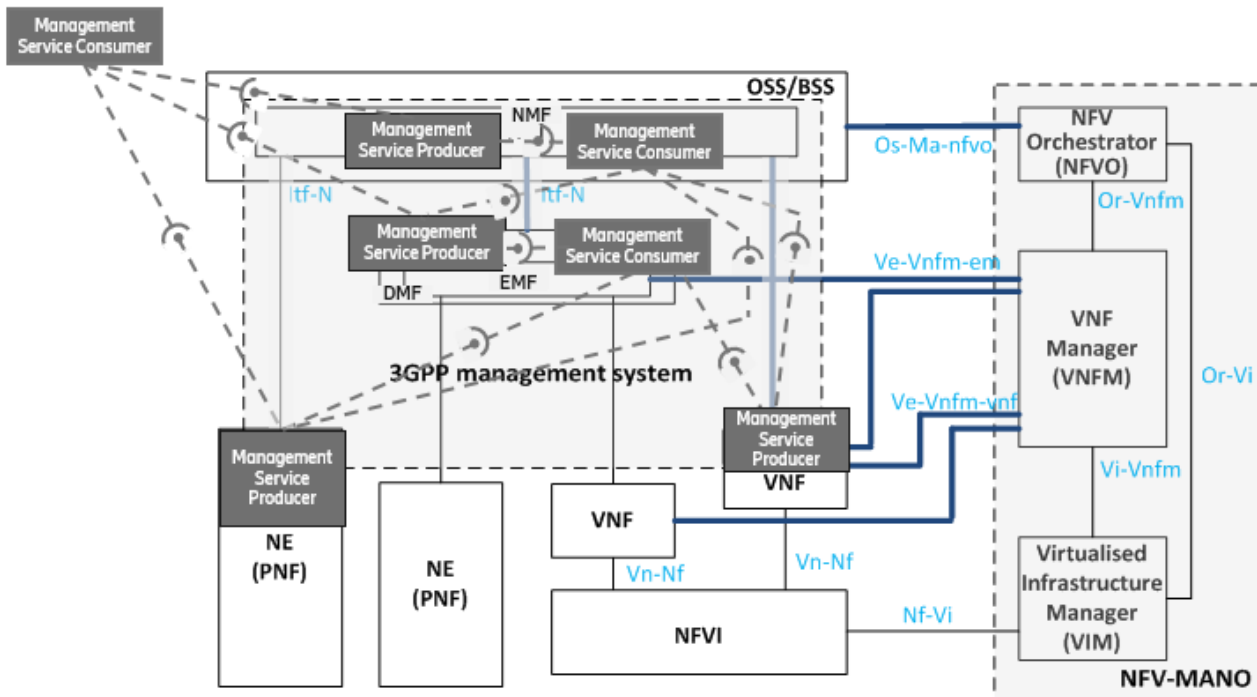 Management
Service Consumer
OSS/BSS
NMF
Management
Service Producer
Management
Service Consumer
Os-Ma-nfvo
NFV
Orchestrator
(NFVO)
Itf-N
Itf-N
Or-Vnfm
Management
Service Producer
Management
Service Consumer
EMF
DMF
Ve-Vnfm-em
VNF
Manager
(VNFM)
3GPP management system
Or-Vi
Ve-Vnfm-vnf
Management
Service
Producer
Management
Service
Producer
VNF
Vi-Vnfm
NE
(PNF)
NE
(PNF)
VNF
Vn-Nf
Vn-Nf
Virtualised
Infrastructure
Manager
(VIM)
NFVI
Nf-Vi
NFV-MANO